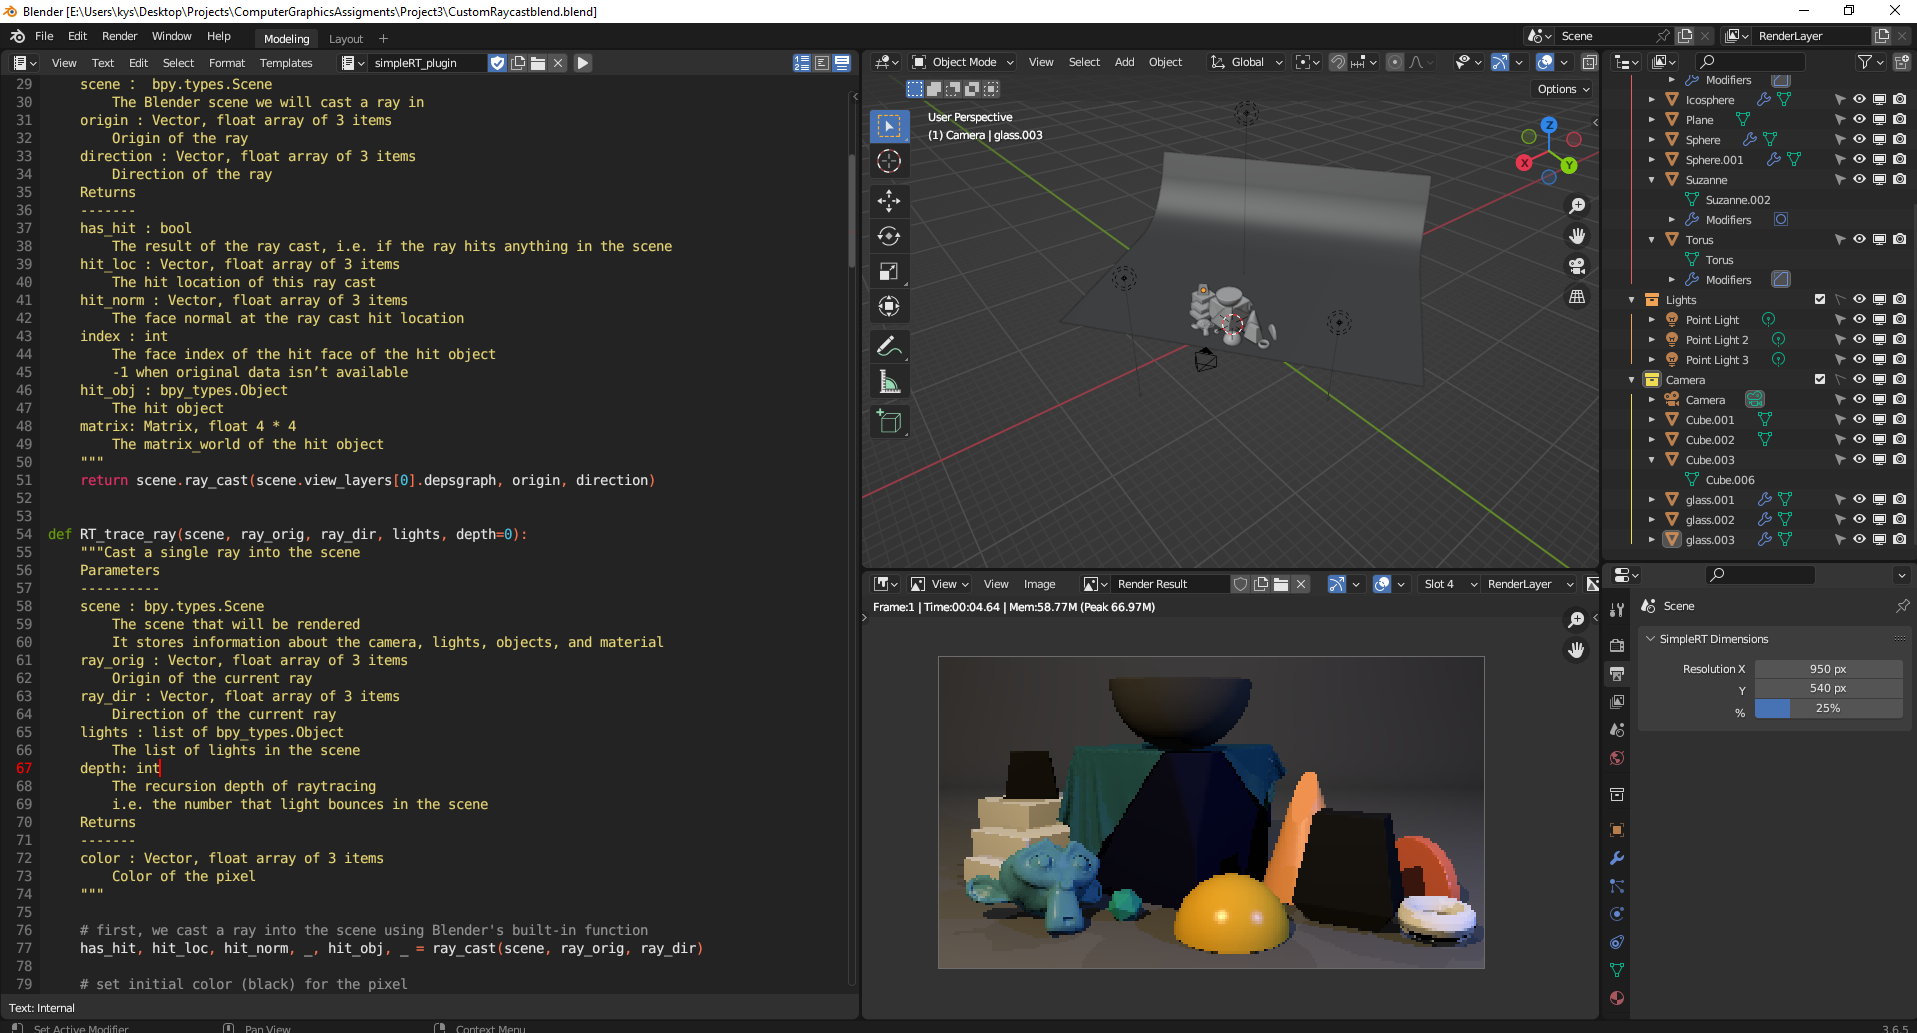 Blender [E:\Users\kys\Desktop\Projects\ComputerGraphicsAssigments\Project3\CustomRaycastblend.blend]
File Edit Render Window Help Modeling Layout + Scene RenderLayer
View Text Edit Select Format Templates simpleRT_plugin
29 scene : bpy.types.Scene
30 The Blender scene we will cast a ray in
31 origin : Vector, float array of 3 items
32 Origin of the ray
33 direction : Vector, float array of 3 items
34 Direction of the ray
35 Returns
36 -------
37 has_hit : bool
38 The result of the ray cast, i.e. if the ray hits anything in the scene
39 hit_loc : Vector, float array of 3 items
40 The hit location of this ray cast
41 hit_norm : Vector, float array of 3 items
42 The face normal at the ray cast hit location
43 index : int
44 The face index of the hit face of the hit object
45 -1 when original data isn’t available
46 hit_obj : bpy_types.Object
47 The hit object
48 matrix: Matrix, float 4 * 4
49 The matrix_world of the hit object
50 """
51 return scene.ray_cast(scene.view_layers[0].depsgraph, origin, direction)
52
53
54 def RT_trace_ray(scene, ray_orig, ray_dir, lights, depth=0):
55 """Cast a single ray into the scene
56 Parameters
57 ----------
58 scene : bpy.types.Scene
59 The scene that will be rendered
60 It stores information about the camera, lights, objects, and material
61 ray_orig : Vector, float array of 3 items
62 Origin of the current ray
63 ray_dir : Vector, float array of 3 items
64 Direction of the current ray
65 lights : list of bpy_types.Object
66 The list of lights in the scene
67 depth: int
68 The recursion depth of raytracing
69 i.e. the number that light bounces in the scene
70 Returns
71 -------
72 color : Vector, float array of 3 items
73 Color of the pixel
74 """
75
76 # first, we cast a ray into the scene using Blender's built-in function
77 has_hit, hit_loc, hit_norm, _, hit_obj, _ = ray_cast(scene, ray_orig, ray_dir)
78
79 # set initial color (black) for the pixel
Text: Internal
Object Mode View Select Add Object Global
Options
User Perspective
(1) Camera | glass.003
Z
X
Y
View View Image Render Result Slot 4 RenderLayer
Frame:1 | Time:00:04.64 | Mem:58.77M (Peak 66.97M)
Modifiers
Icosphere
Plane
Sphere
Sphere.001
Suzanne
Suzanne.002
Modifiers
Torus
Torus
Modifiers
Lights
Point Light
Point Light 2
Point Light 3
Camera
Camera
Cube.001
Cube.002
Cube.003
Cube.006
glass.001
glass.002
glass.003
Scene
SimpleRT Dimensions
Resolution X 950 px
Y 540 px
% 25%
Set Active Modifier Pan View Context Menu 3.6.5